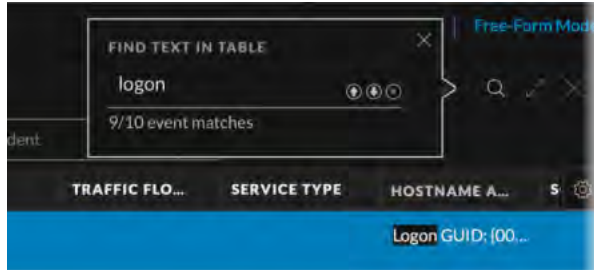 Free-Form Mod
FIND TEXT IN TABLE
logon
9/10 event matches
dent
TRAFFIC FLO... SERVICE TYPE HOSTNAME A... S
Logon GUID: {00...